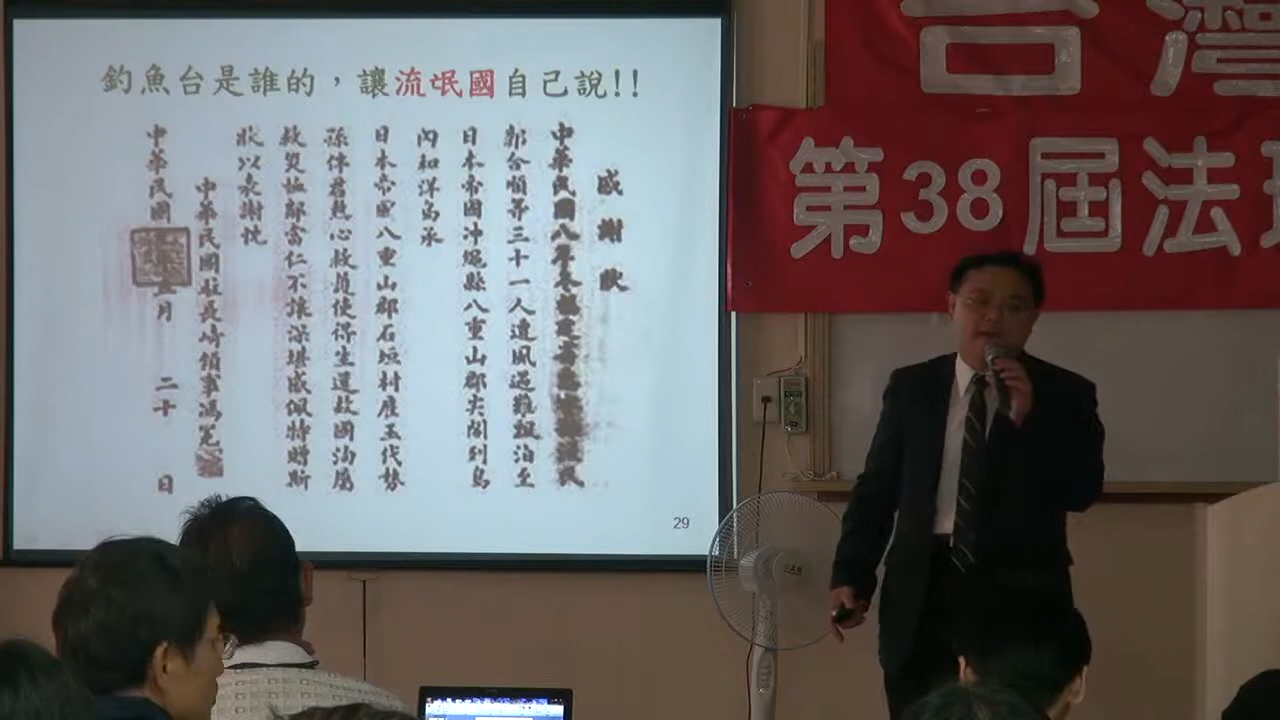 釣魚台是誰的，讓流氓國自己說!!
感謝狀
中華民國八年冬福建省惠安縣漁民
郭合順等三十一人遭風遇難飄泊至
日本帝國沖繩縣八重山郡尖閣列島
內和洋島承
日本帝國八重山郡石垣村雇玉代勢
孫伴君熱心救護使得生還故國洵屬
救災恤鄰當仁不讓深堪感佩特贈斯
狀以表謝忱
中華民國駐長崎領事馮冕
中華民國 五月 二十 日
29
台灣
第38屆法